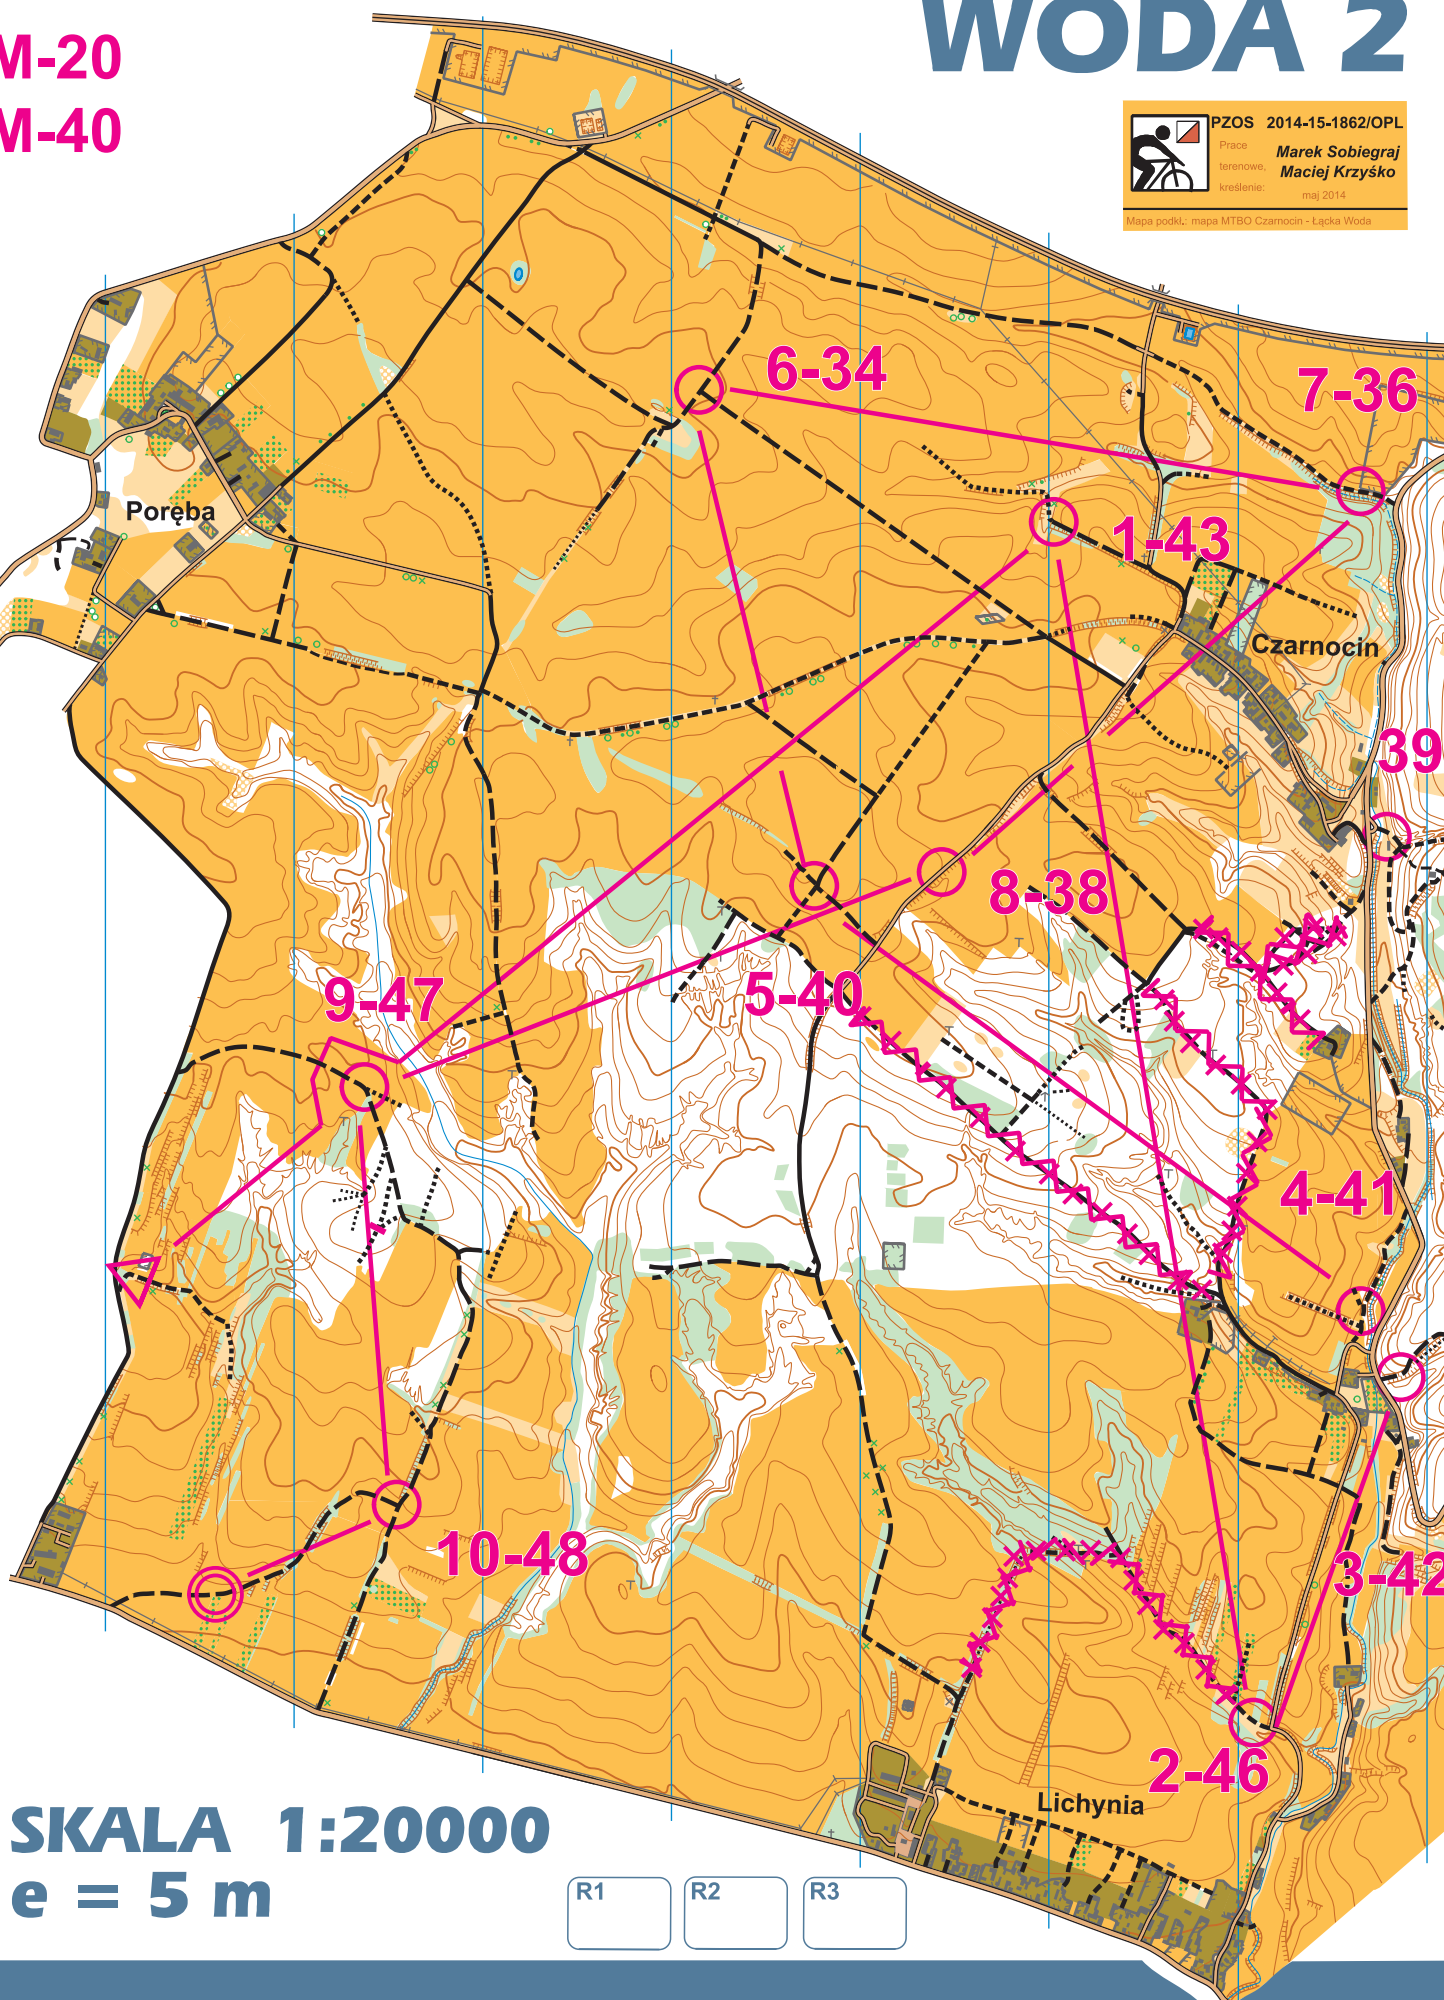 WODA 2
M-20
M-40
PZOS 2014-15-1862/OPL
Prace
terenowe,
kreślenie:
Marek Sobiegraj
Maciej Krzyśko
maj 2014
Mapa podkł.: mapa MTBO Czarnocin - Łącka Woda
6-34
7-36
Poręba
1-43
Czarnocin
39
8-38
5-40
9-47
4-41
10-48
3-42
2-46
Lichynia
SKALA 1:20000
e = 5 m
R1
R2
R3